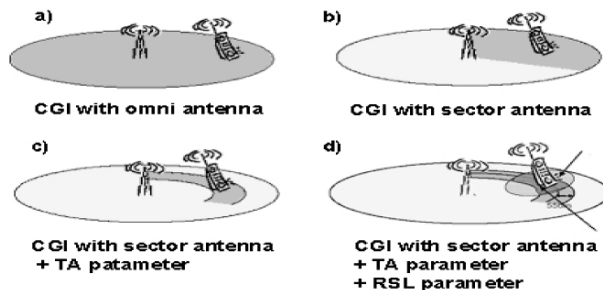 a)
b)
CGI with omni antenna
CGI with sector antenna
c)
d)
CGI with sector antenna
+ TA patameter
CGI with sector antenna
+ TA parameter
+ RSL parameter